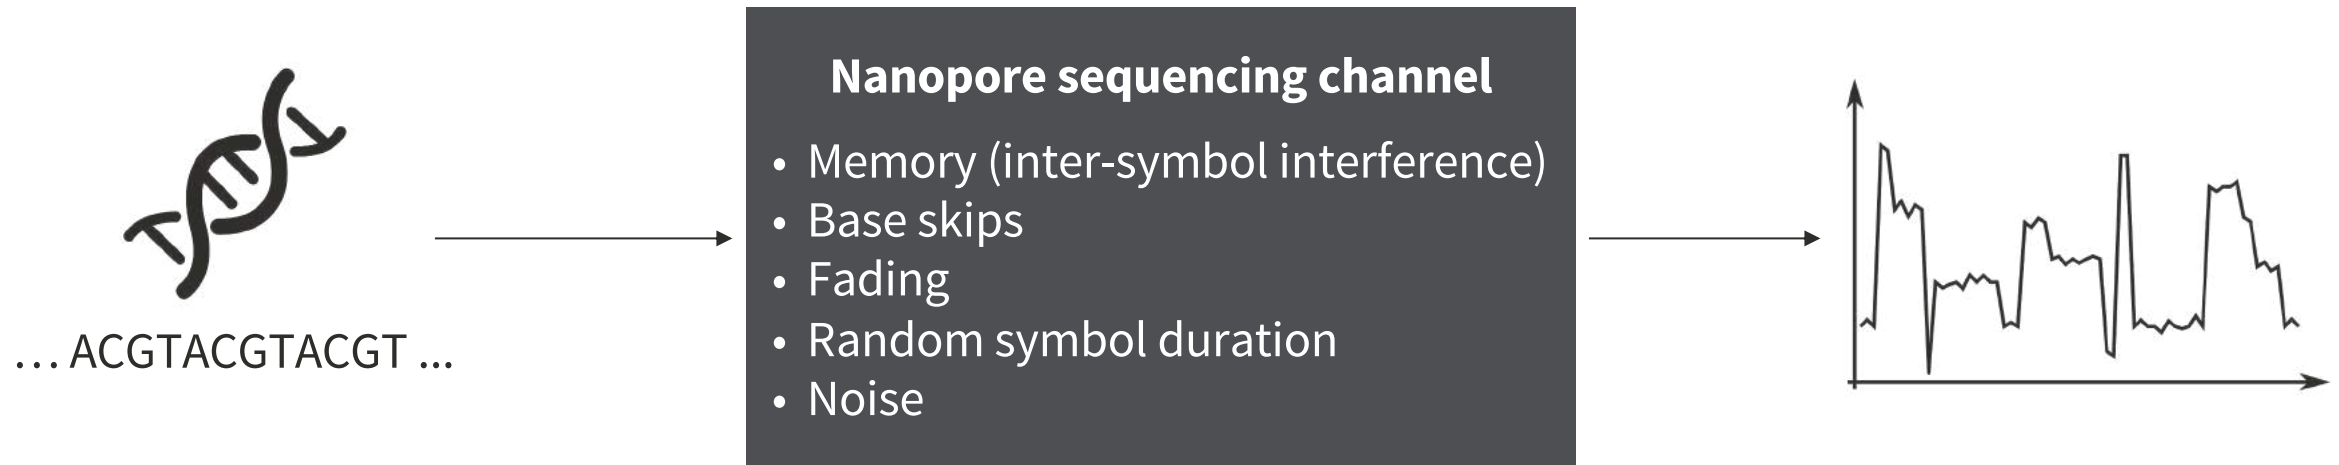 ... ACGTACGTACGT ...
Nanopore sequencing channel
• Memory (inter-symbol interference)
• Base skips
• Fading
• Random symbol duration
• Noise